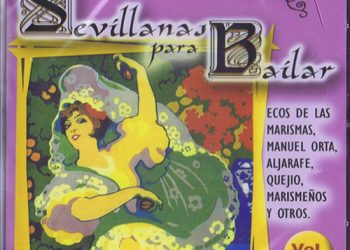 Sevillanas
para
Bailar
ECOS DE LAS
MARISMAS,
MANUEL ORTA,
ALJARAFE,
QUEJIO,
MARISMEÑOS
Y OTROS.
Vol